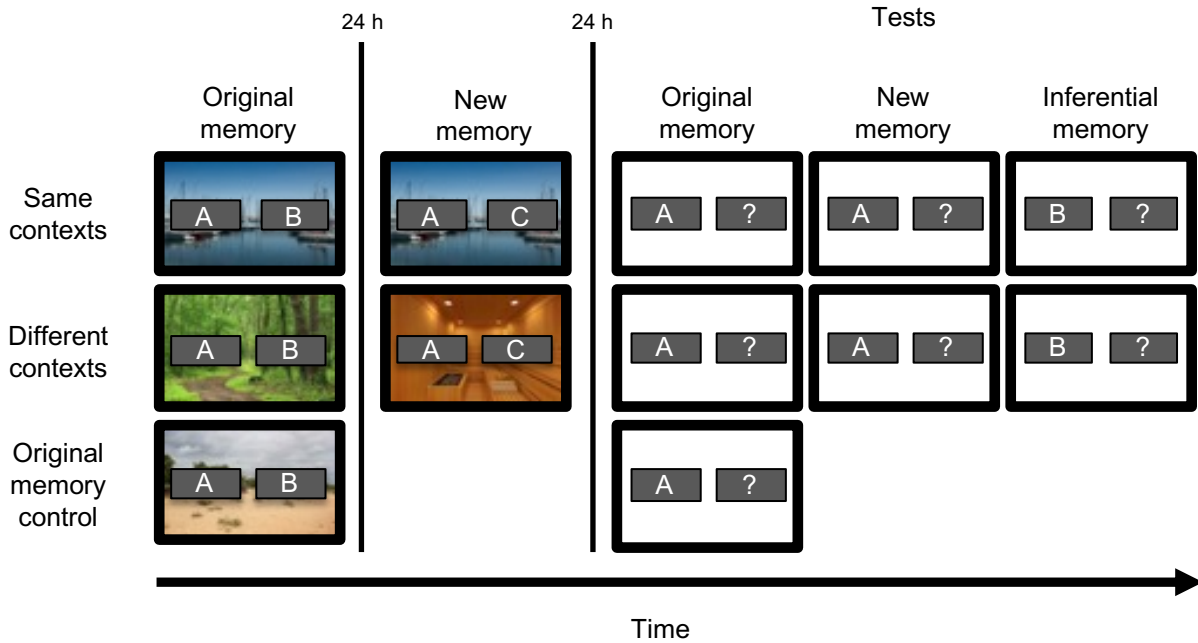 24 h
24 h
Tests
Original
memory
New
memory
Original
memory
New
memory
Inferential
memory
Same
contexts
A B
A C
A ?
A ?
B ?
Different
contexts
A B
A C
A ?
A ?
B ?
Original
memory
control
A B
A ?
Time